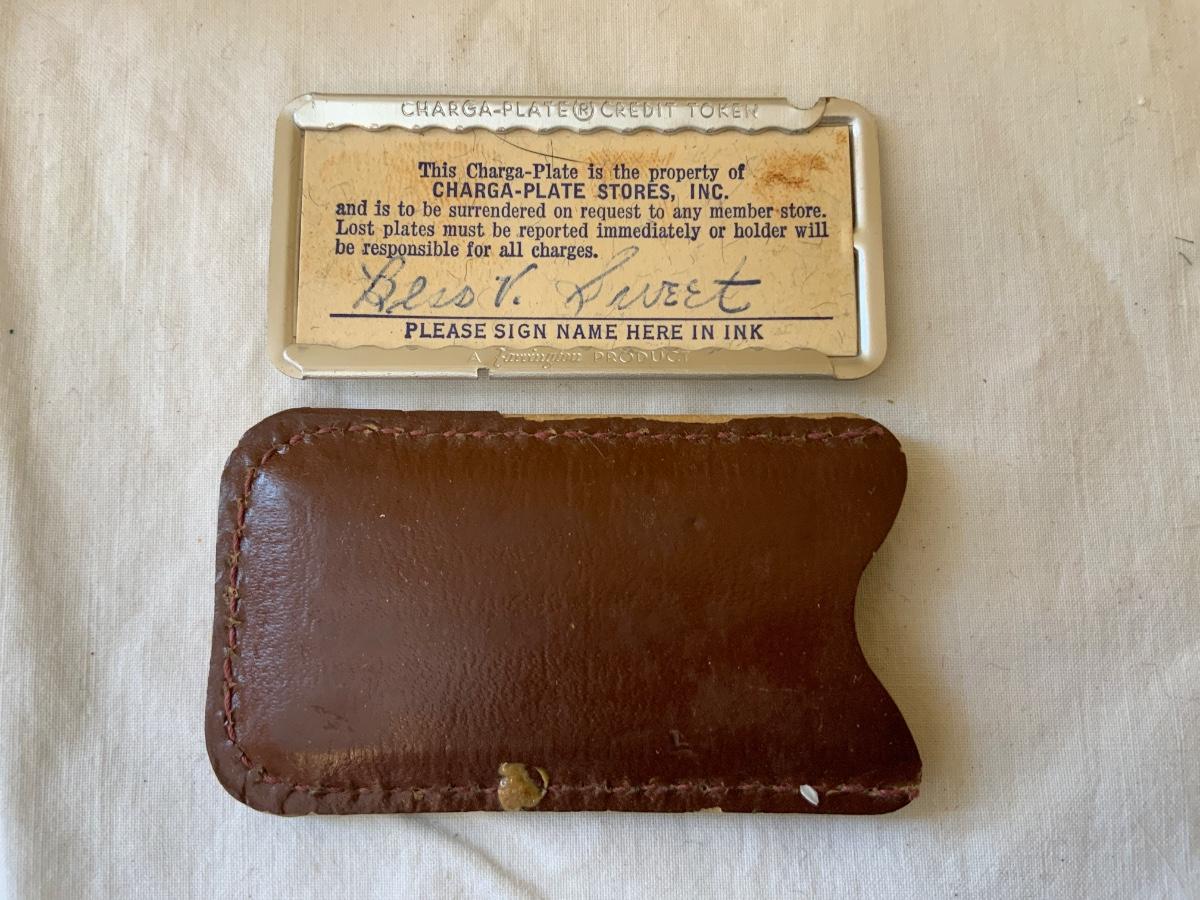 CHARGA-PLATE® CREDIT TOKEN
This Charga-Plate is the property of
CHARGA-PLATE STORES, INC.
and is to be surrendered on request to any member store.
Lost plates must be reported immediately or holder will
be responsible for all charges.
Bess V. Sweet
PLEASE SIGN NAME HERE IN INK
A Farrington PRODUCT